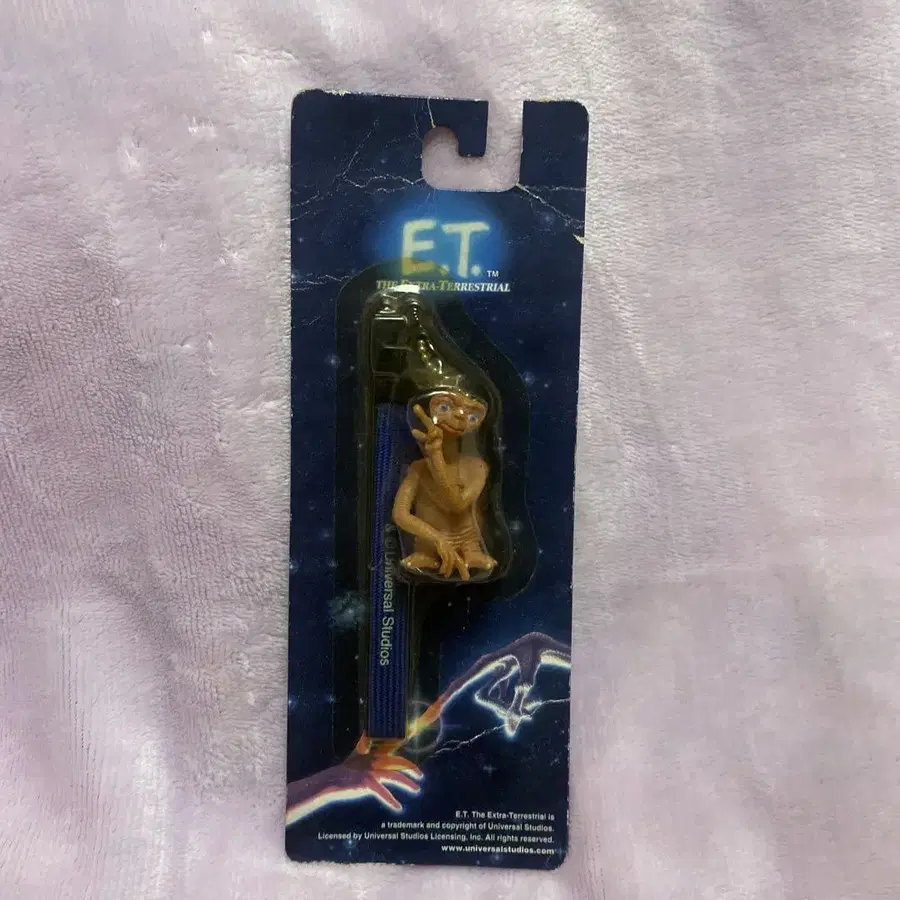 E.T.™
THE EXTRA-TERRESTRIAL
& © Universal Studios
E.T. The Extra-Terrestrial is
a trademark and copyright of Universal Studios.
Licensed by Universal Studios Licensing, Inc. All rights reserved.
www.universalstudios.com